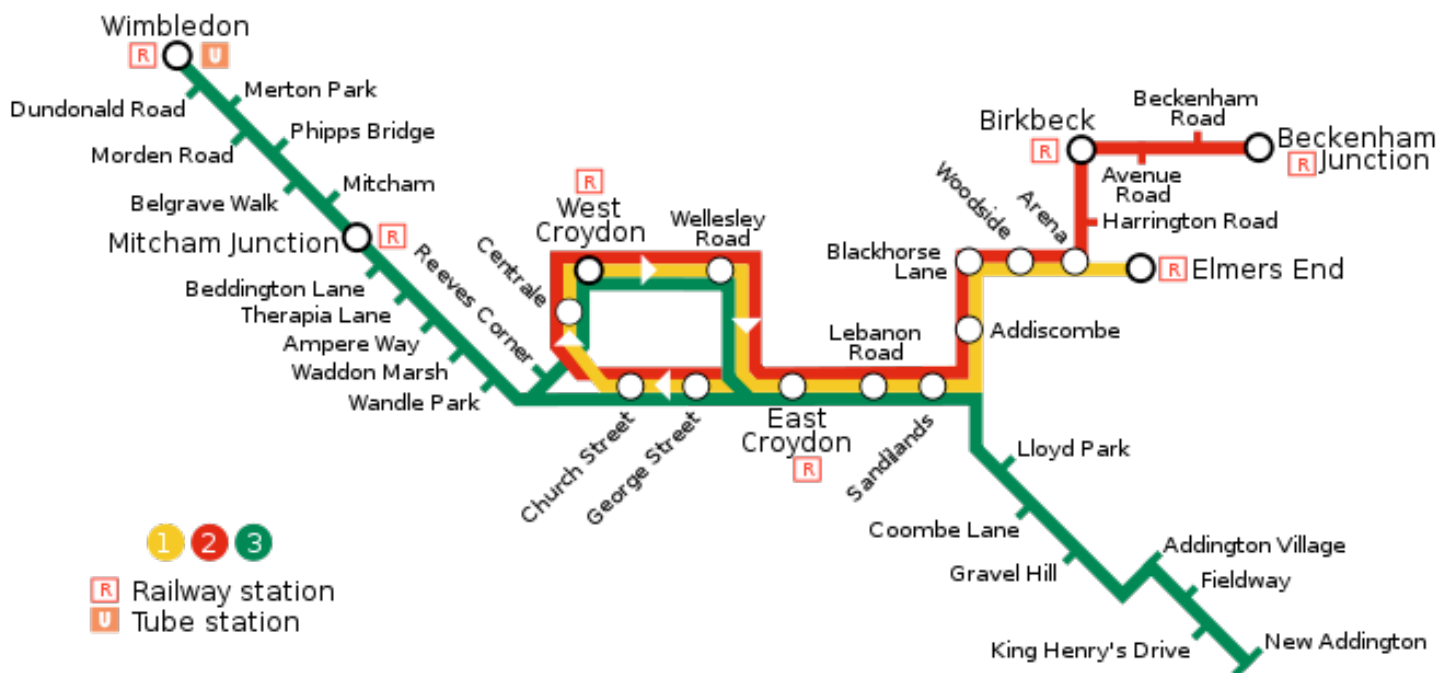 Wimbledon
R
U
Dundonald Road
Merton Park
Phipps Bridge
Morden Road
Mitcham
Belgrave Walk
Mitcham Junction
R
Beddington Lane
Therapia Lane
Ampere Way
Waddon Marsh
Wandle Park
Reeves Corner
Centrale
R
West
Croydon
Wellesley
Road
Church Street
George Street
East
Croydon
R
Lebanon
Road
Sandilands
Addiscombe
Blackhorse
Lane
Woodside
Arena
R
Elmers End
Harrington Road
Birkbeck
R
Avenue
Road
Beckenham
Road
Beckenham
R
Junction
Lloyd Park
Coombe Lane
Gravel Hill
Addington Village
Fieldway
King Henry's Drive
New Addington
1
2
3
R
Railway station
U
Tube station